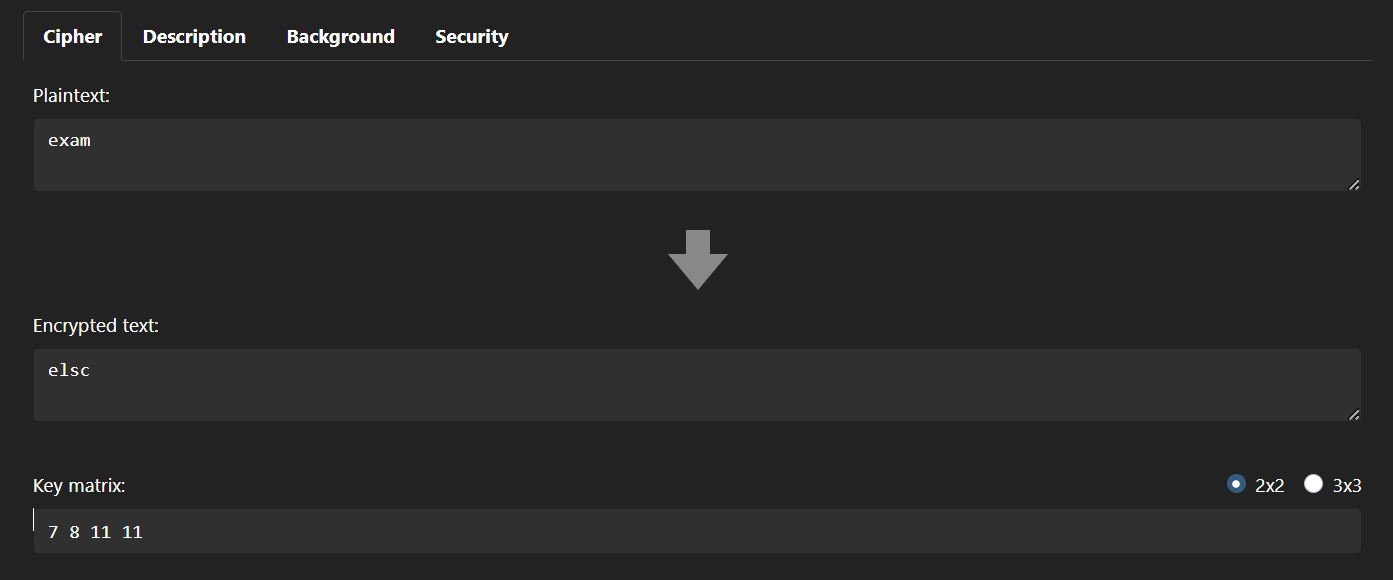 Cipher Description Background Security
Plaintext:
exam
Encrypted text:
elsc
Key matrix: 2x2 3x3
7 8 11 11